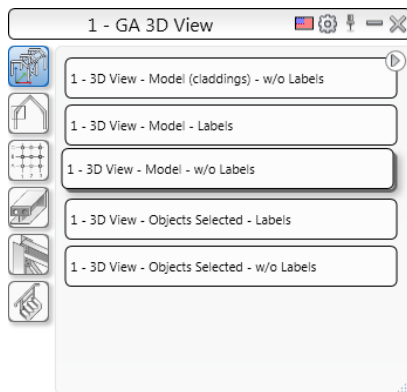 1 - GA 3D View
1 - 3D View - Model (claddings) - w/o Labels
1 - 3D View - Model - Labels
1 - 3D View - Model - w/o Labels
1 - 3D View - Objects Selected - Labels
1 - 3D View - Objects Selected - w/o Labels